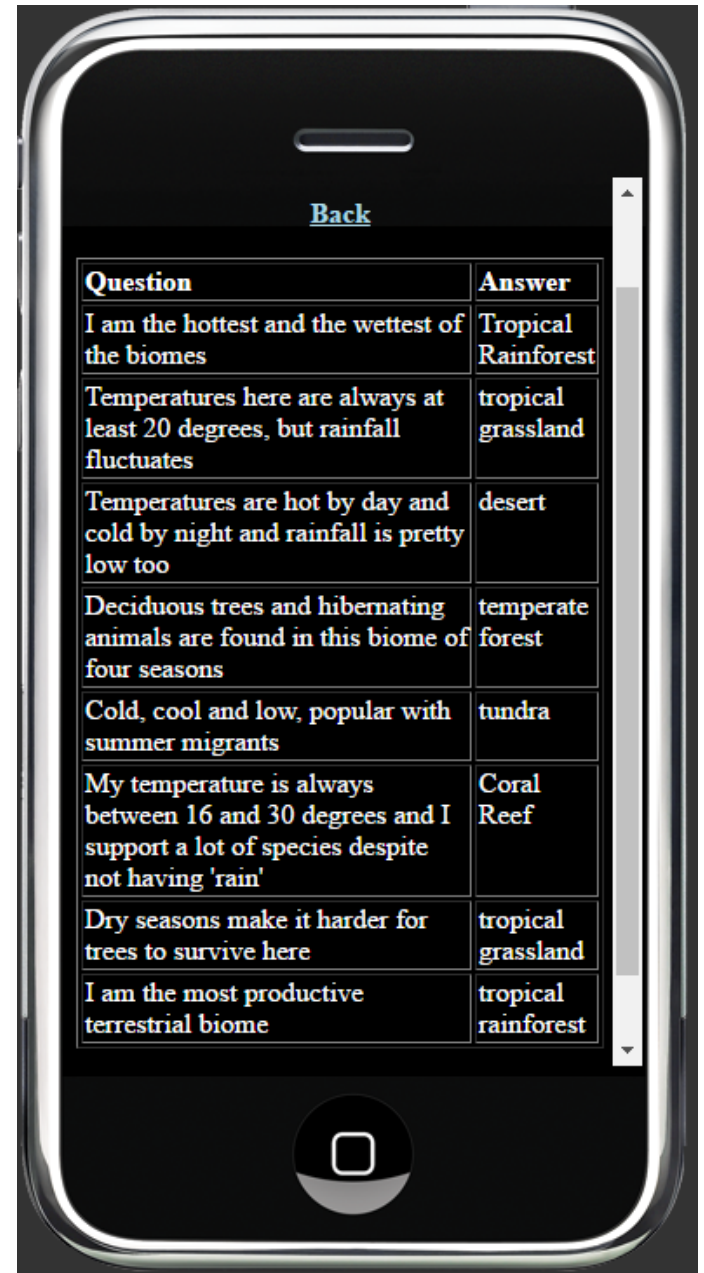 Back
Question Answer
I am the hottest and the wettest of
the biomes
Tropical
Rainforest
Temperatures here are always at
least 20 degrees, but rainfall
fluctuates
tropical
grassland
Temperatures are hot by day and
cold by night and rainfall is pretty
low too
desert
Deciduous trees and hibernating
animals are found in this biome of
four seasons
temperate
forest
Cold, cool and low, popular with
summer migrants
tundra
My temperature is always
between 16 and 30 degrees and I
support a lot of species despite
not having 'rain'
Coral
Reef
Dry seasons make it harder for
trees to survive here
tropical
grassland
I am the most productive
terrestrial biome
tropical
rainforest